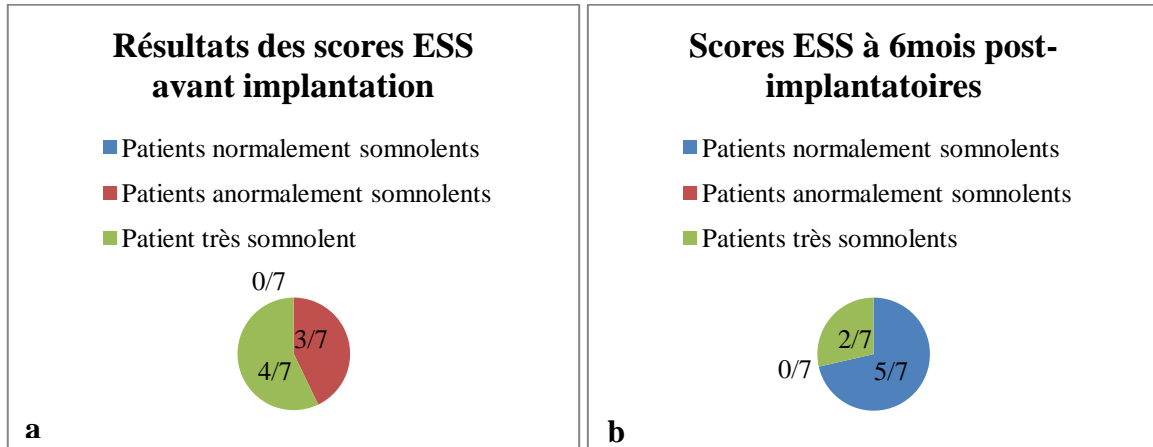 Résultats des scores ESS
avant implantation
Patients normalement somnolents
Patients anormalement somnolents
Patient très somnolent
0/7
3/7
4/7
a
Scores ESS à 6mois post-
implantatoires
Patients normalement somnolents
Patients anormalement somnolents
Patients très somnolents
2/7
0/7
5/7
b